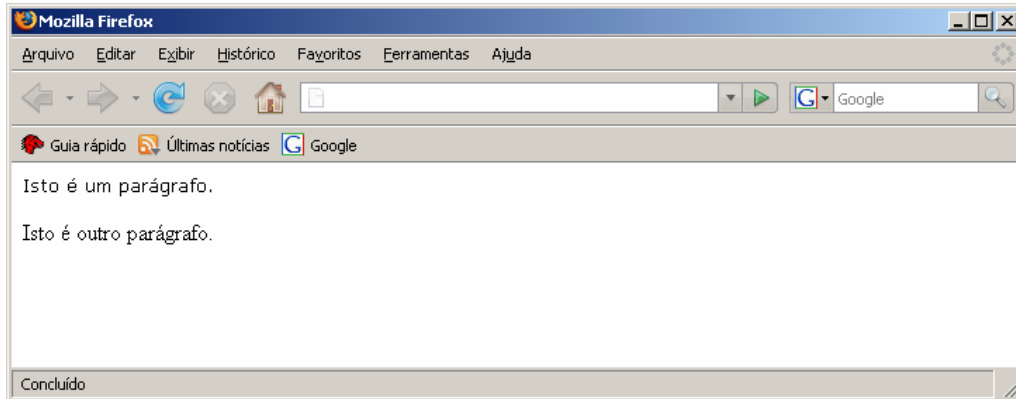 Mozilla Firefox
Arquivo Editar Exibir Histórico Favoritos Ferramentas Ajuda
G Google
Guia rápido Últimas notícias G Google
Isto é um parágrafo.
Isto é outro parágrafo.
Concluído